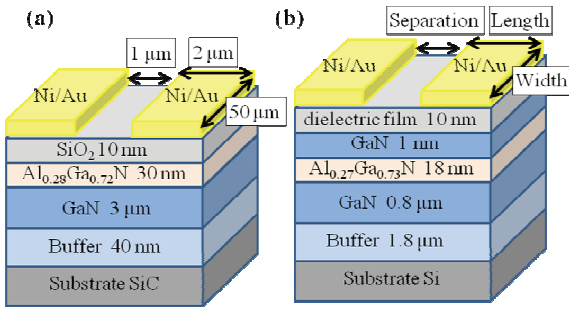 (a)
1 μm
2 μm
Ni/Au
Ni/Au
50 μm
SiO2 10 nm
Al0.28Ga0.72N 30 nm
GaN 3 μm
Buffer 40 nm
Substrate SiC
(b)
Separation
Length
Ni/Au
Ni/Au
Width
dielectric film 10 nm
GaN 1 nm
Al0.27Ga0.73N 18 nm
GaN 0.8 μm
Buffer 1.8 μm
Substrate Si